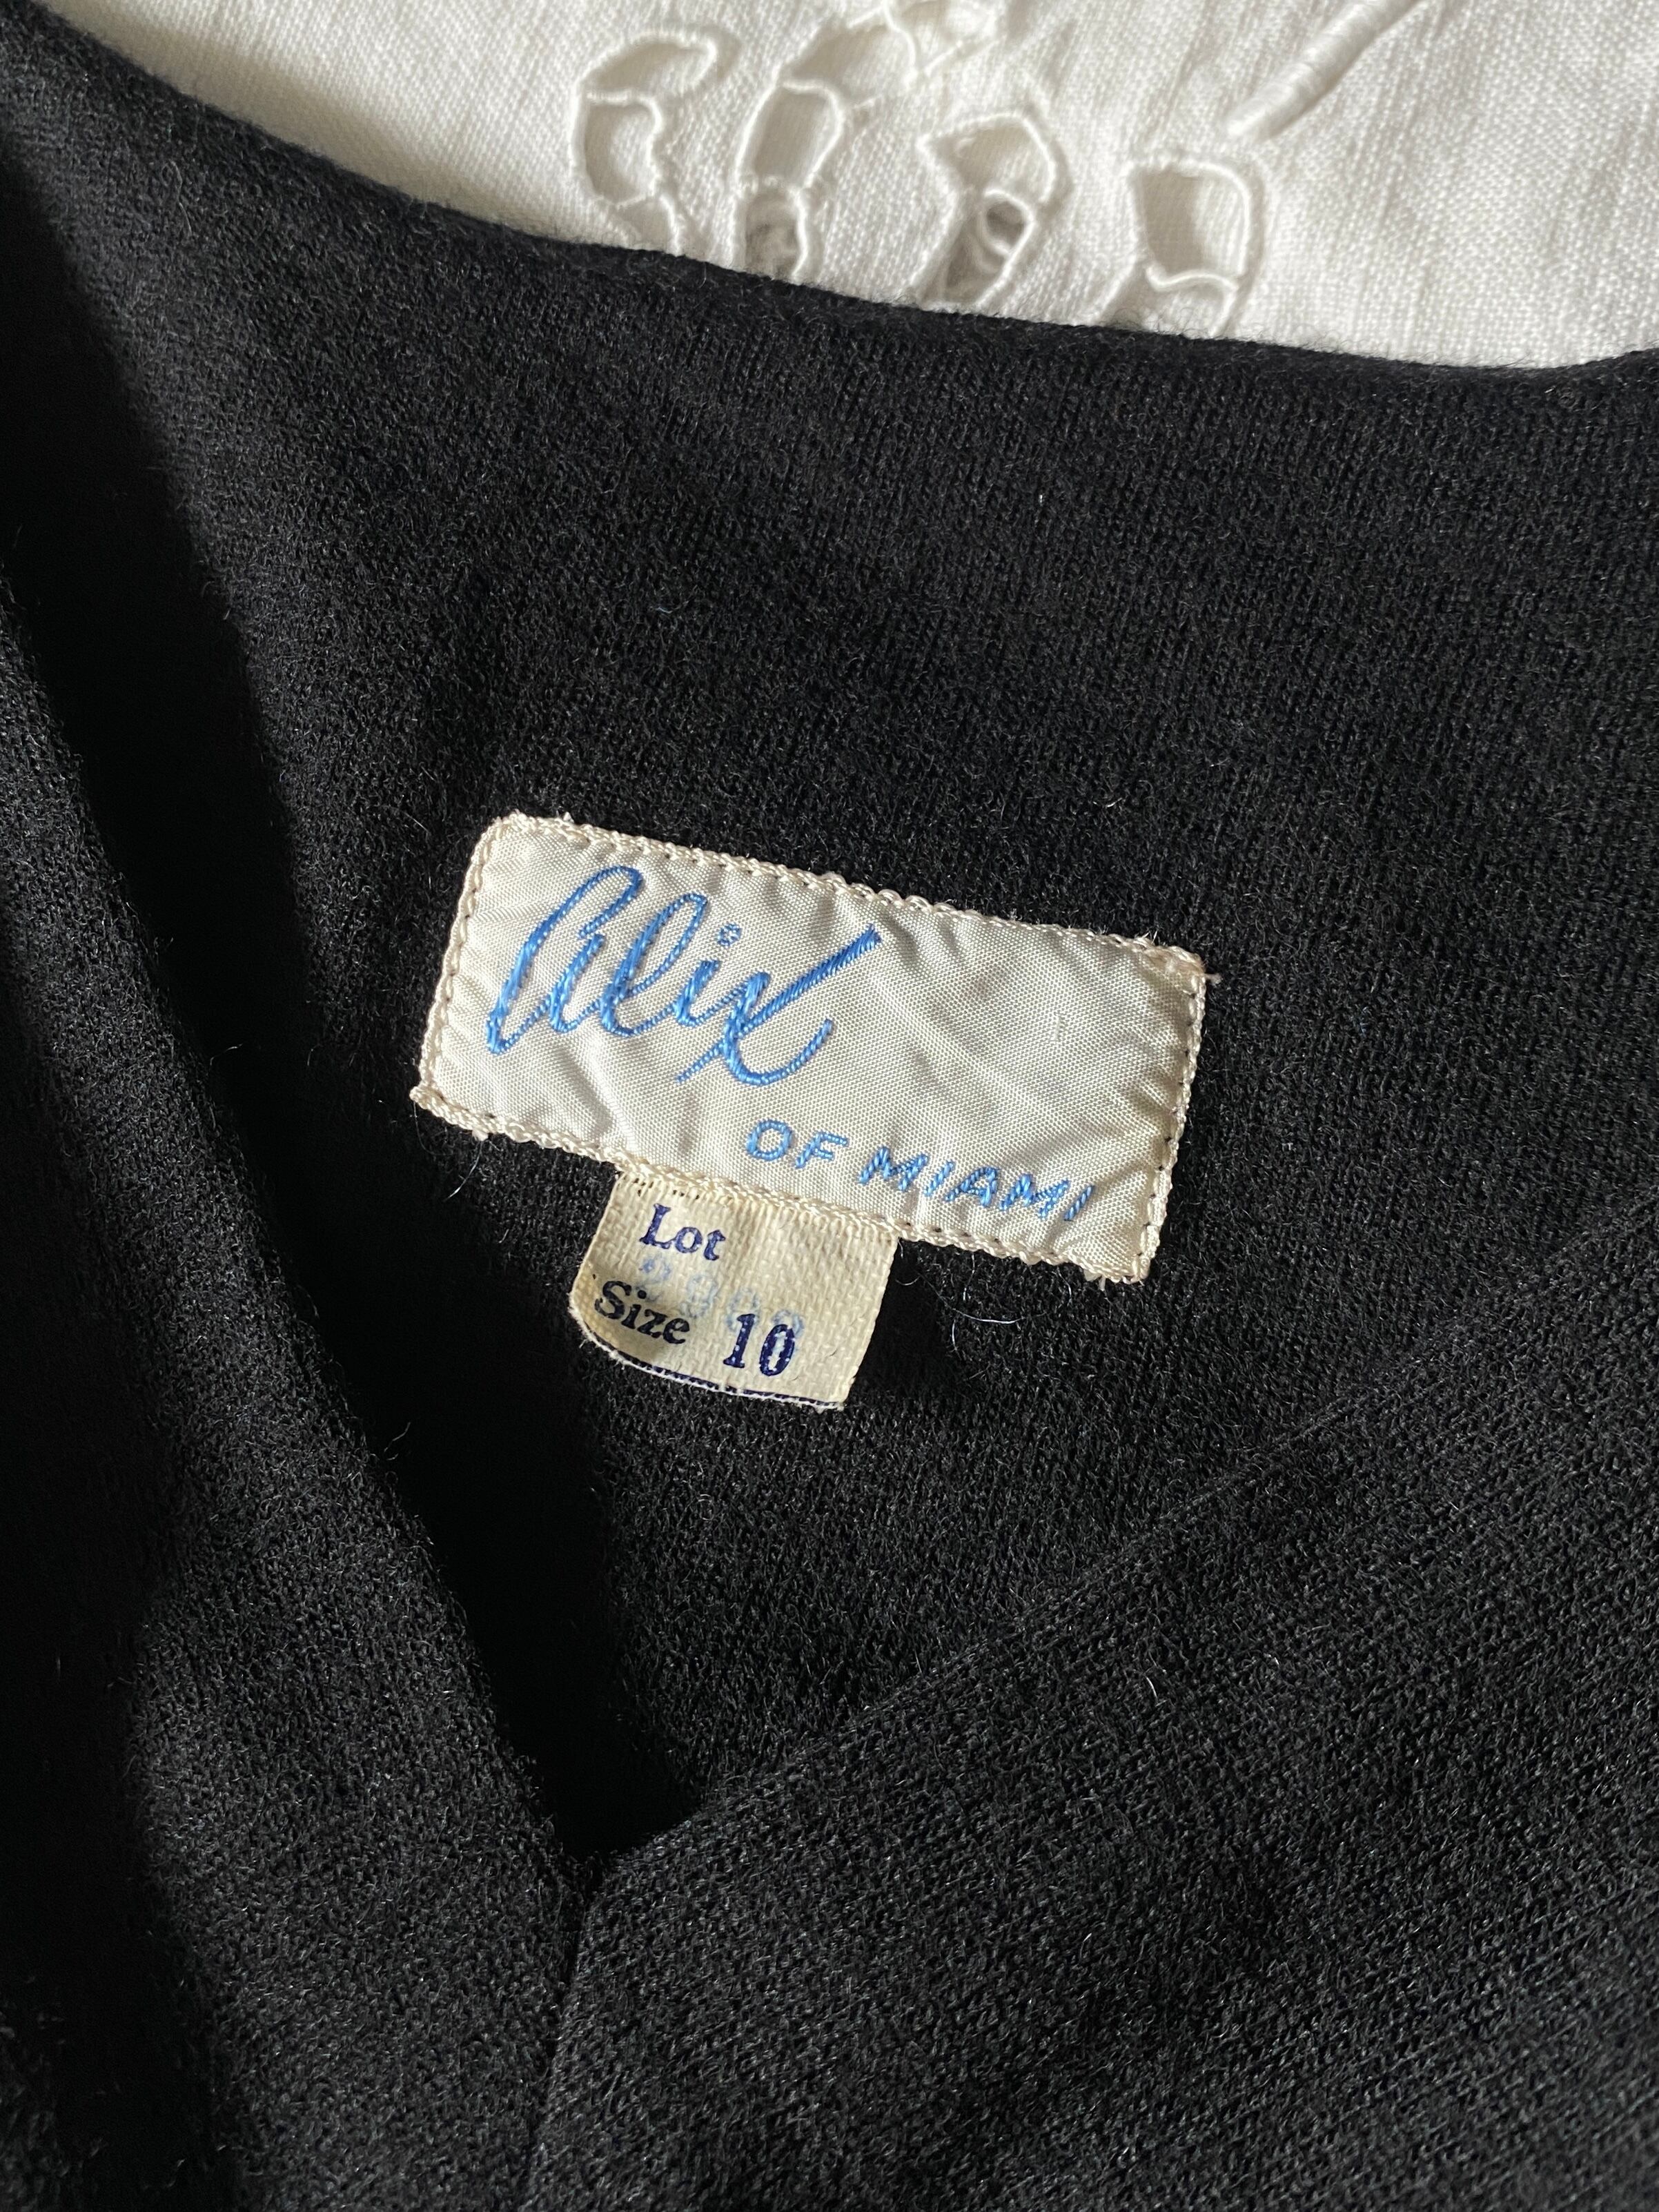 Alix
OF MIAMI
Lot
Size 10